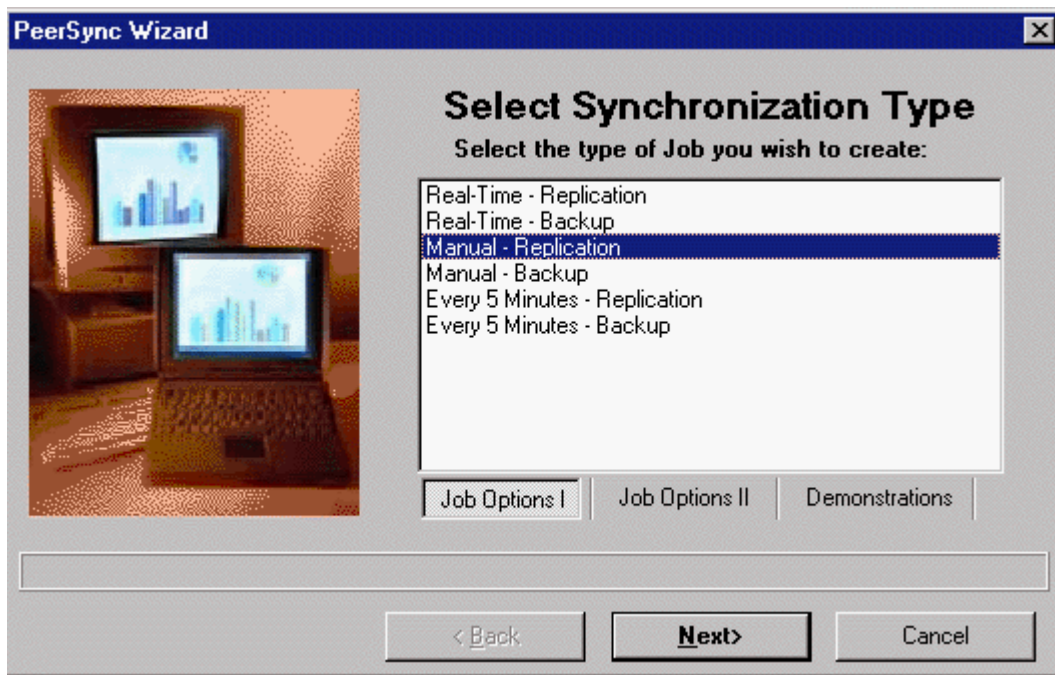 PeerSync Wizard
Select Synchronization Type
Select the type of Job you wish to create:
Real-Time - Replication
Real-Time - Backup
Manual - Replication
Manual - Backup
Every 5 Minutes - Replication
Every 5 Minutes - Backup
Job Options I
Job Options II
Demonstrations
< Back
Next>
Cancel